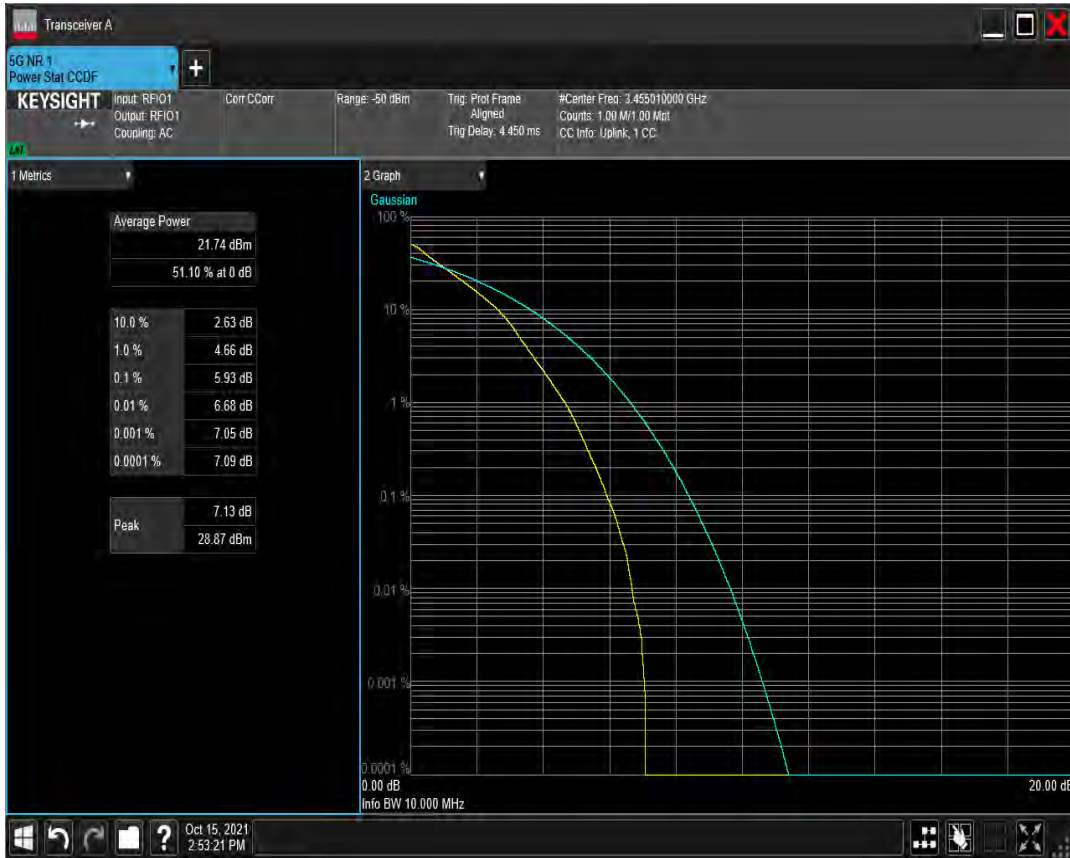 Transceiver A
5G NR 1
Power Stat CCDF
+
KEYSIGHT
Input: RFIO1
Output: RFIO1
Coupling: AC
Corr CCorr
Range: -50 dBm
Trig: Prot Frame
Aligned
Trig Delay: 4.450 ms
#Center Freq: 3.455010000 GHz
Counts: 1.00 M/1.00 Mpt
CC Info: Uplink, 1 CC
1 Metrics
Average Power
21.74 dBm
51.10 % at 0 dB
10.0 % 2.63 dB
1.0 % 4.66 dB
0.1 % 5.93 dB
0.01 % 6.68 dB
0.001 % 7.05 dB
0.0001 % 7.09 dB
Peak 7.13 dB
28.87 dBm
2 Graph
Gaussian
100 %
10 %
1 %
0.1 %
0.01 %
0.001 %
0.0001 %
0.00 dB 20.00 dB
Info BW 10.000 MHz
?
Oct 15, 2021
2:53:21 PM